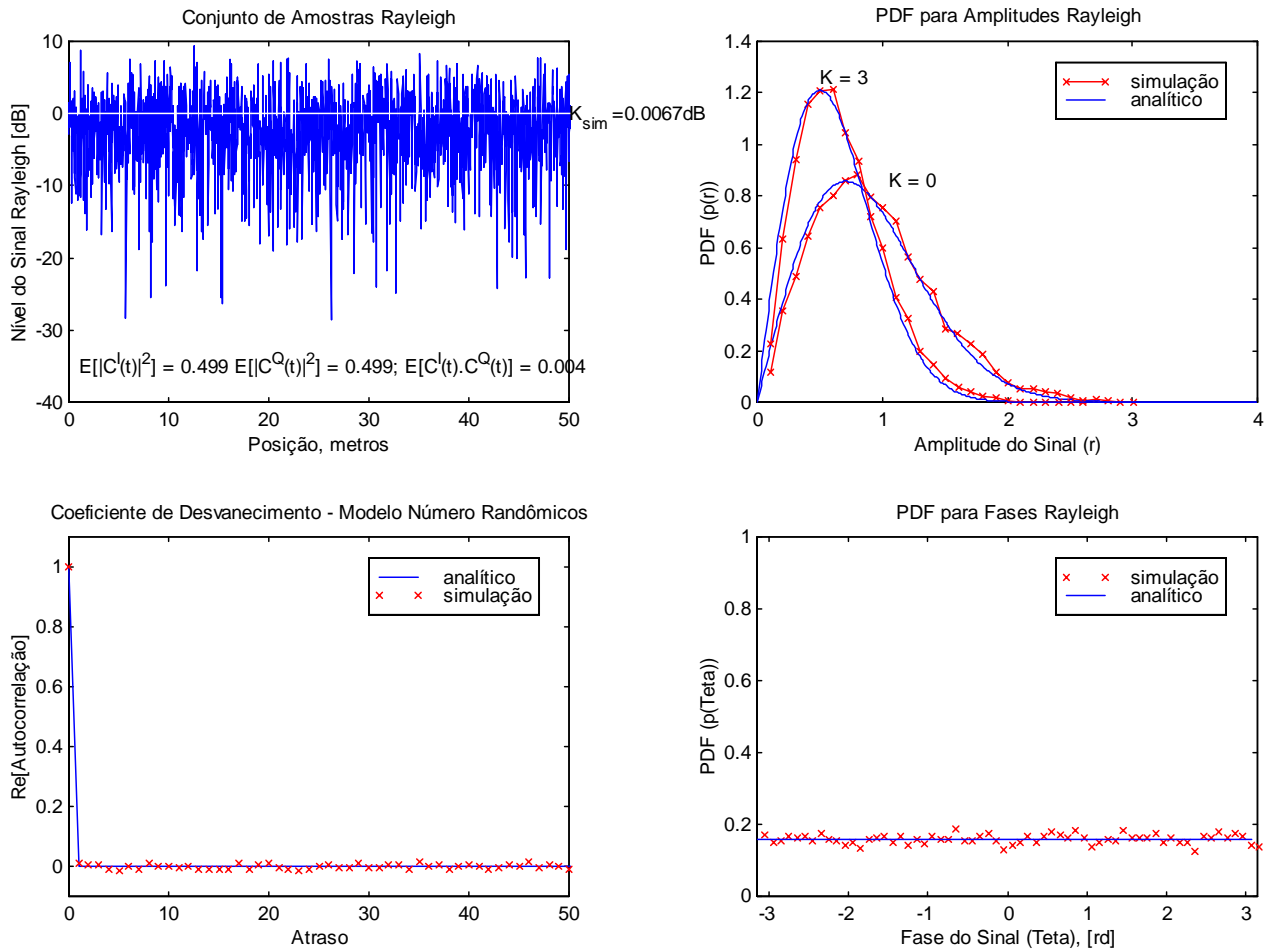 Conjunto de Amostras Rayleigh
10
0
-10
-20
-30
-40
Nível do Sinal Rayleigh [dB]
K_sim =0.0067dB
E[|C^I(t)|^2] = 0.499 E[|C^Q(t)|^2] = 0.499; E[C^I(t).C^Q(t)] = 0.004
0 10 20 30 40 50
Posição, metros
PDF para Amplitudes Rayleigh
1.4
1.2
1
0.8
0.6
0.4
0.2
0
PDF (p(r))
K = 3
K = 0
simulação
analítico
0 1 2 3 4
Amplitude do Sinal (r)
Coeficiente de Desvanecimento - Modelo Número Randômicos
1
0.8
0.6
0.4
0.2
0
Re[Autocorrelação]
analítico
simulação
0 10 20 30 40 50
Atraso
PDF para Fases Rayleigh
1
0.8
0.6
0.4
0.2
0
PDF (p(Teta))
simulação
analítico
-3 -2 -1 0 1 2 3
Fase do Sinal (Teta), [rd]